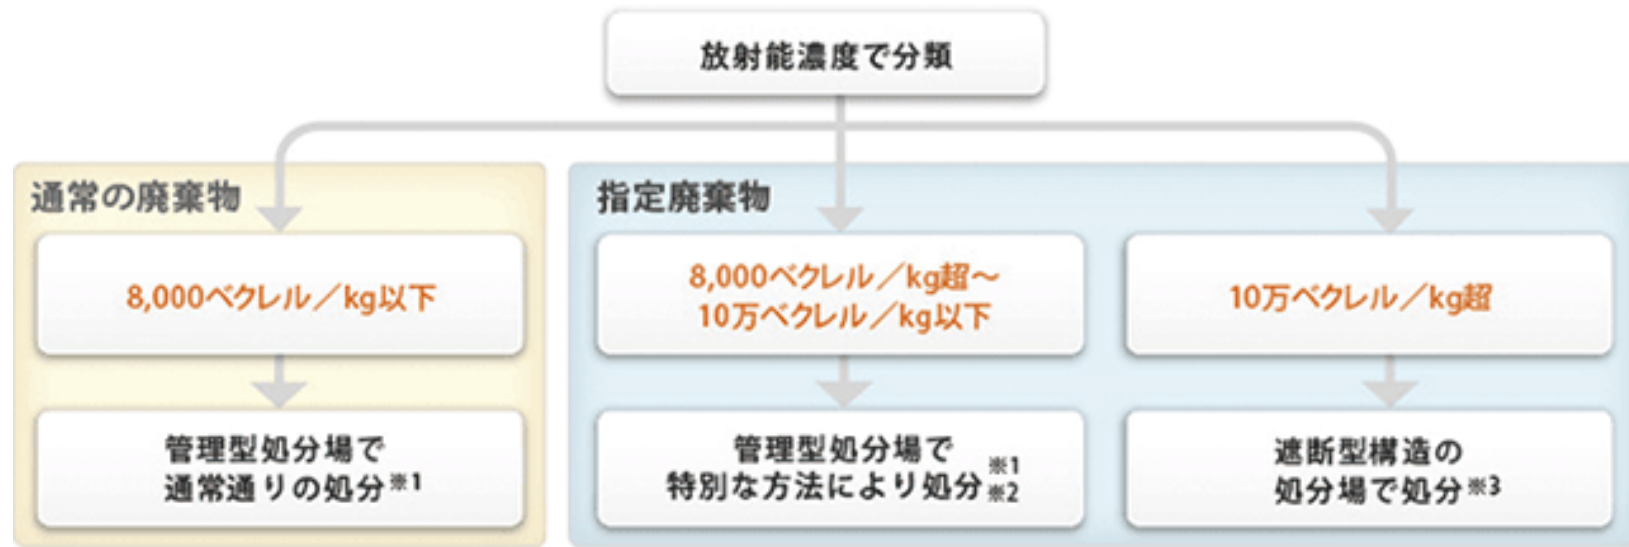 放射能濃度で分類
通常の廃棄物
8,000ベクレル／kg以下
管理型処分場で
通常通りの処分※1
指定廃棄物
8,000ベクレル／kg超〜
10万ベクレル／kg以下
管理型処分場で
特別な方法により処分※1
※2
10万ベクレル／kg超
遮断型構造の
処分場で処分※3